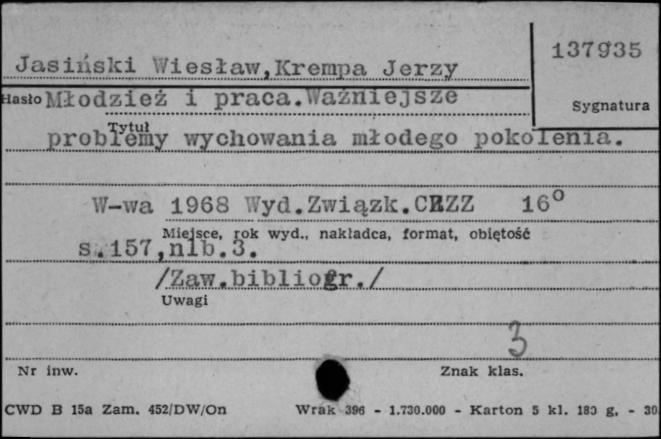 137935
Jasiński Wiesław,Krempa Jerzy
Hasło Młodzież i praca.Ważniejsze
Sygnatura
Tytuł
problemy wychowania młodego pokolenia.
W-wa 1968 Wyd.Związk.CRZZ 16°
Miejsce, rok wyd., nakładca, format, objętość
s.157,nlb.3.
/Zaw.bibliogr./
Uwagi
3
Nr inw. Znak klas.
CWD B 15a Zam. 452/DW/On Wrak 396 - 1.730.000 - Karton 5 kl. 180 g. - 30.